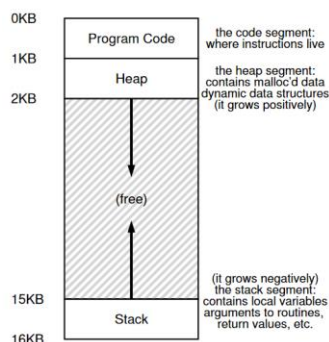 0KB
Program Code
the code segment:
where instructions live
1KB
Heap
the heap segment:
contains malloc'd data
dynamic data structures
(it grows positively)
2KB
(free)
(it grows negatively)
the stack segment:
contains local variables
arguments to routines,
return values, etc.
15KB
Stack
16KB